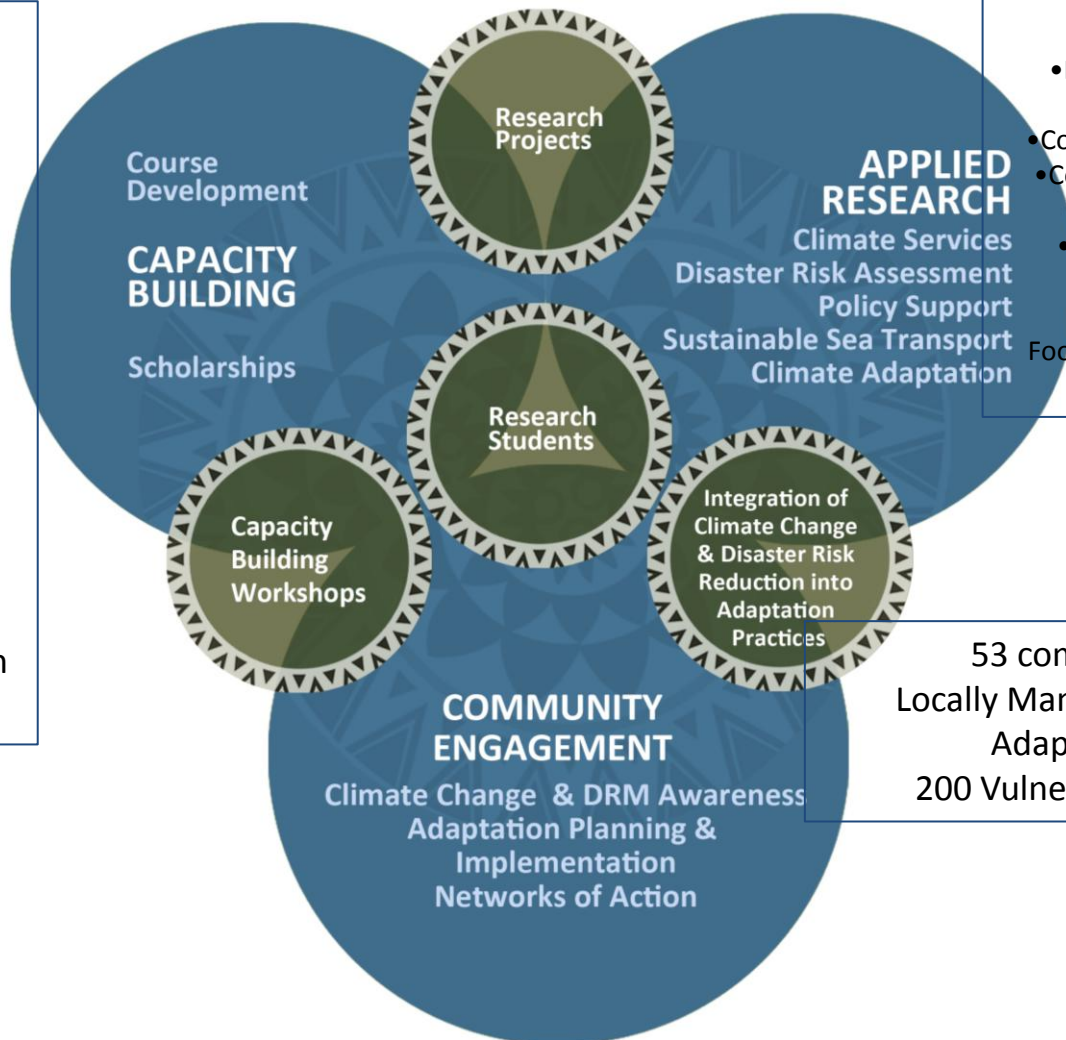 Research
Projects
Course
Development
CAPACITY
BUILDING
Scholarships
APPLIED
RESEARCH
Climate Services
Disaster Risk Assessment
Policy Support
Sustainable Sea Transport
Climate Adaptation
Research
Students
Capacity
Building
Workshops
Integration of
Climate Change
& Disaster Risk
Reduction into
Adaptation
Practices
COMMUNITY
ENGAGEMENT
Climate Change & DRM Awareness
Adaptation Planning &
Implementation
Networks of Action
53
Locally
200